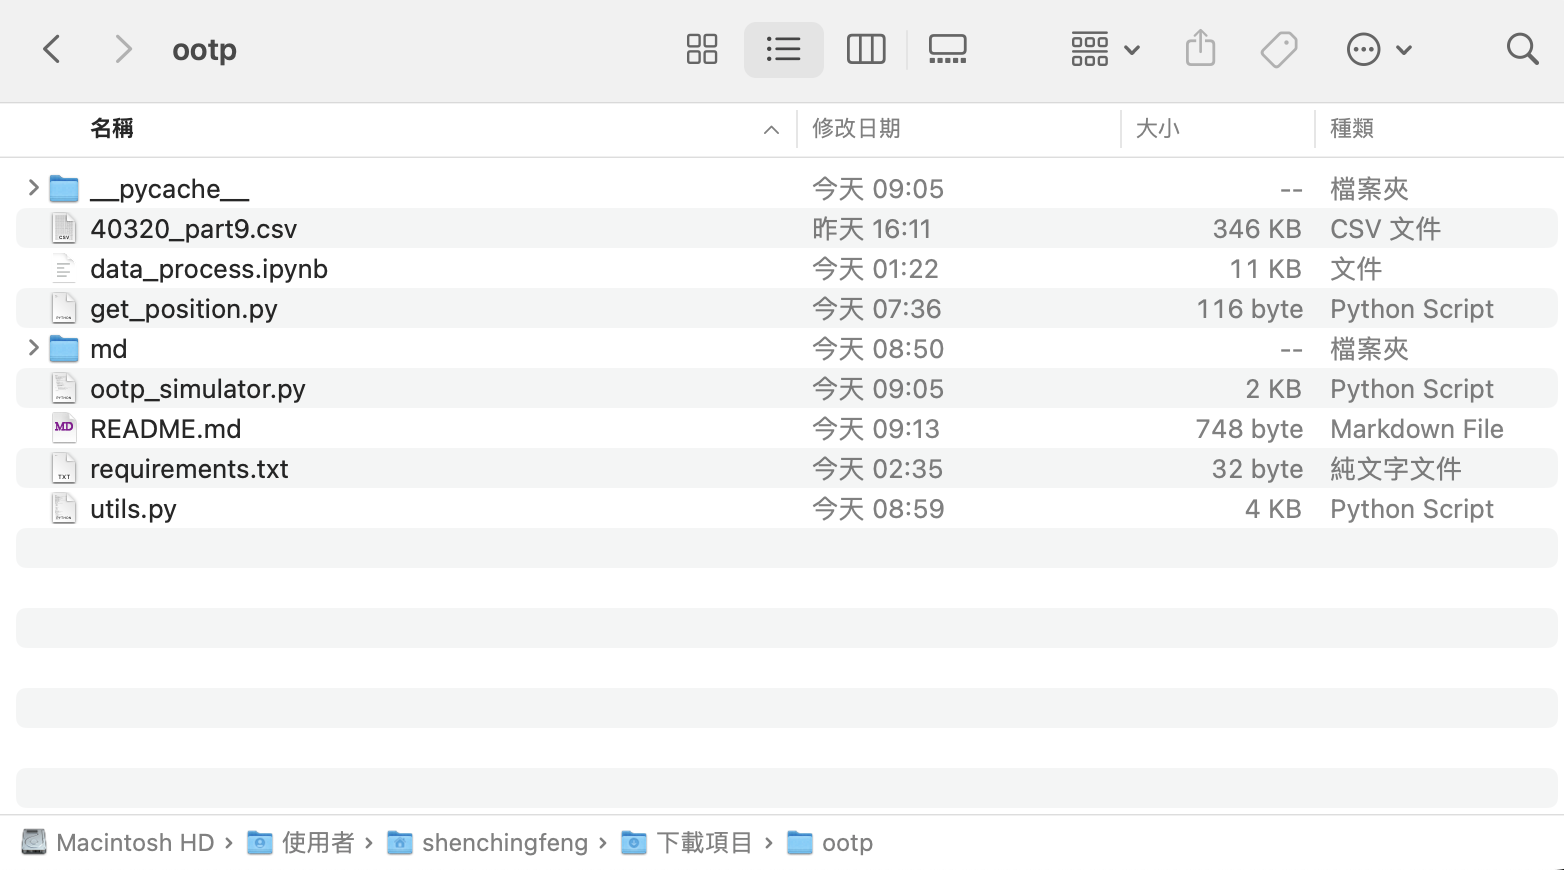 ootp
名稱 修改日期 大小 種類
__pycache__ 今天 09:05 -- 檔案夾
40320_part9.csv 昨天 16:11 346 KB CSV 文件
data_process.ipynb 今天 01:22 11 KB 文件
get_position.py 今天 07:36 116 byte Python Script
md 今天 08:50 -- 檔案夾
ootp_simulator.py 今天 09:05 2 KB Python Script
README.md 今天 09:13 748 byte Markdown File
requirements.txt 今天 02:35 32 byte 純文字文件
utils.py 今天 08:59 4 KB Python Script
Macintosh HD › 使用者 › shenchingfeng › 下載項目 › ootp